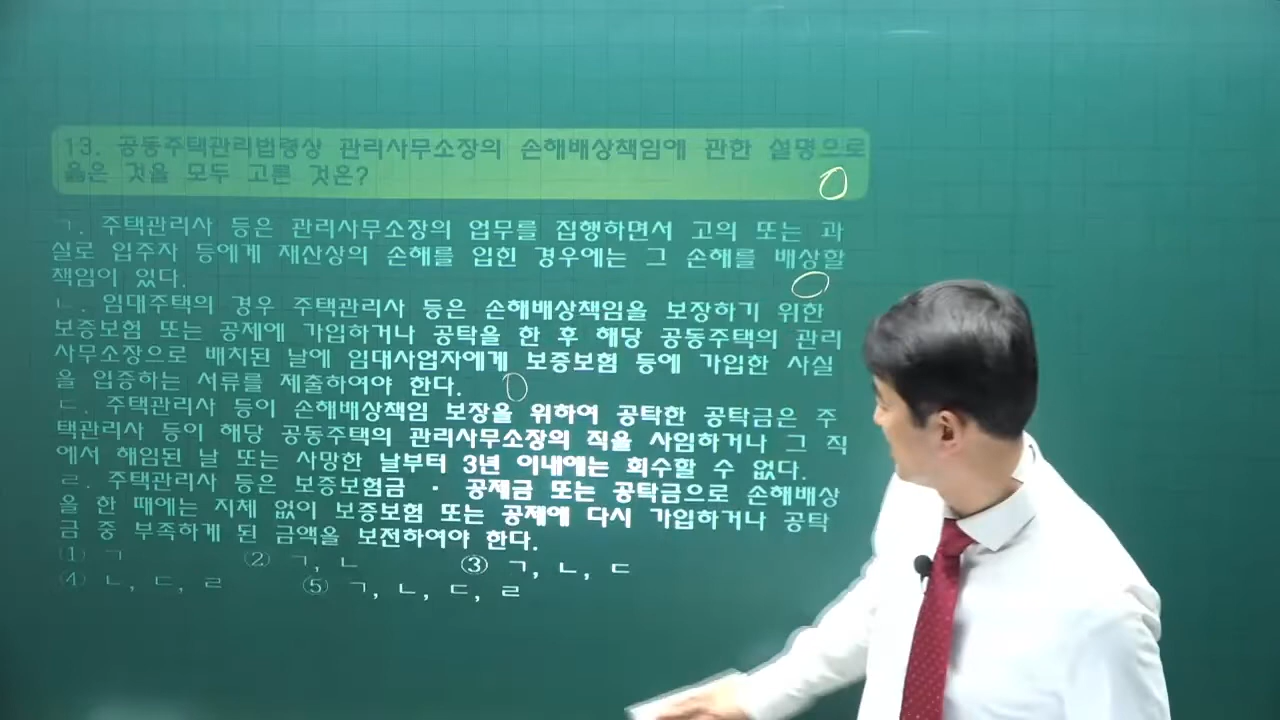 13. 공동주택관리법령상 관리사무소장의 손해배상책임에 관한 설명으로
옳은 것을 모두 고른 것은?
ㄱ. 주택관리사 등은 관리사무소장의 업무를 집행하면서 고의 또는 과
실로 입주자 등에게 재산상의 손해를 입힌 경우에는 그 손해를 배상할
책임이 있다.
ㄴ. 임대주택의 경우 주택관리사 등은 손해배상책임을 보장하기 위한
보증보험 또는 공제에 가입하거나 공탁을 한 후 해당 공동주택의 관리
사무소장으로 배치된 날에 임대사업자에게 보증보험 등에 가입한 사실
을 입증하는 서류를 제출하여야 한다.
ㄷ. 주택관리사 등이 손해배상책임 보장을 위하여 공탁한 공탁금은 주
택관리사 등이 해당 공동주택의 관리사무소장의 직을 사임하거나 그 직
에서 해임된 날 또는 사망한 날부터 3년 이내에는 회수할 수 없다.
ㄹ. 주택관리사 등은 보증보험금 · 공제금 또는 공탁금으로 손해배상
을 한 때에는 지체 없이 보증보험 또는 공제에 다시 가입하거나 공탁
금 중 부족하게 된 금액을 보전하여야 한다.
① ㄱ ② ㄱ, ㄴ ③ ㄱ, ㄴ, ㄷ
④ ㄴ, ㄷ, ㄹ ⑤ ㄱ, ㄴ, ㄷ, ㄹ